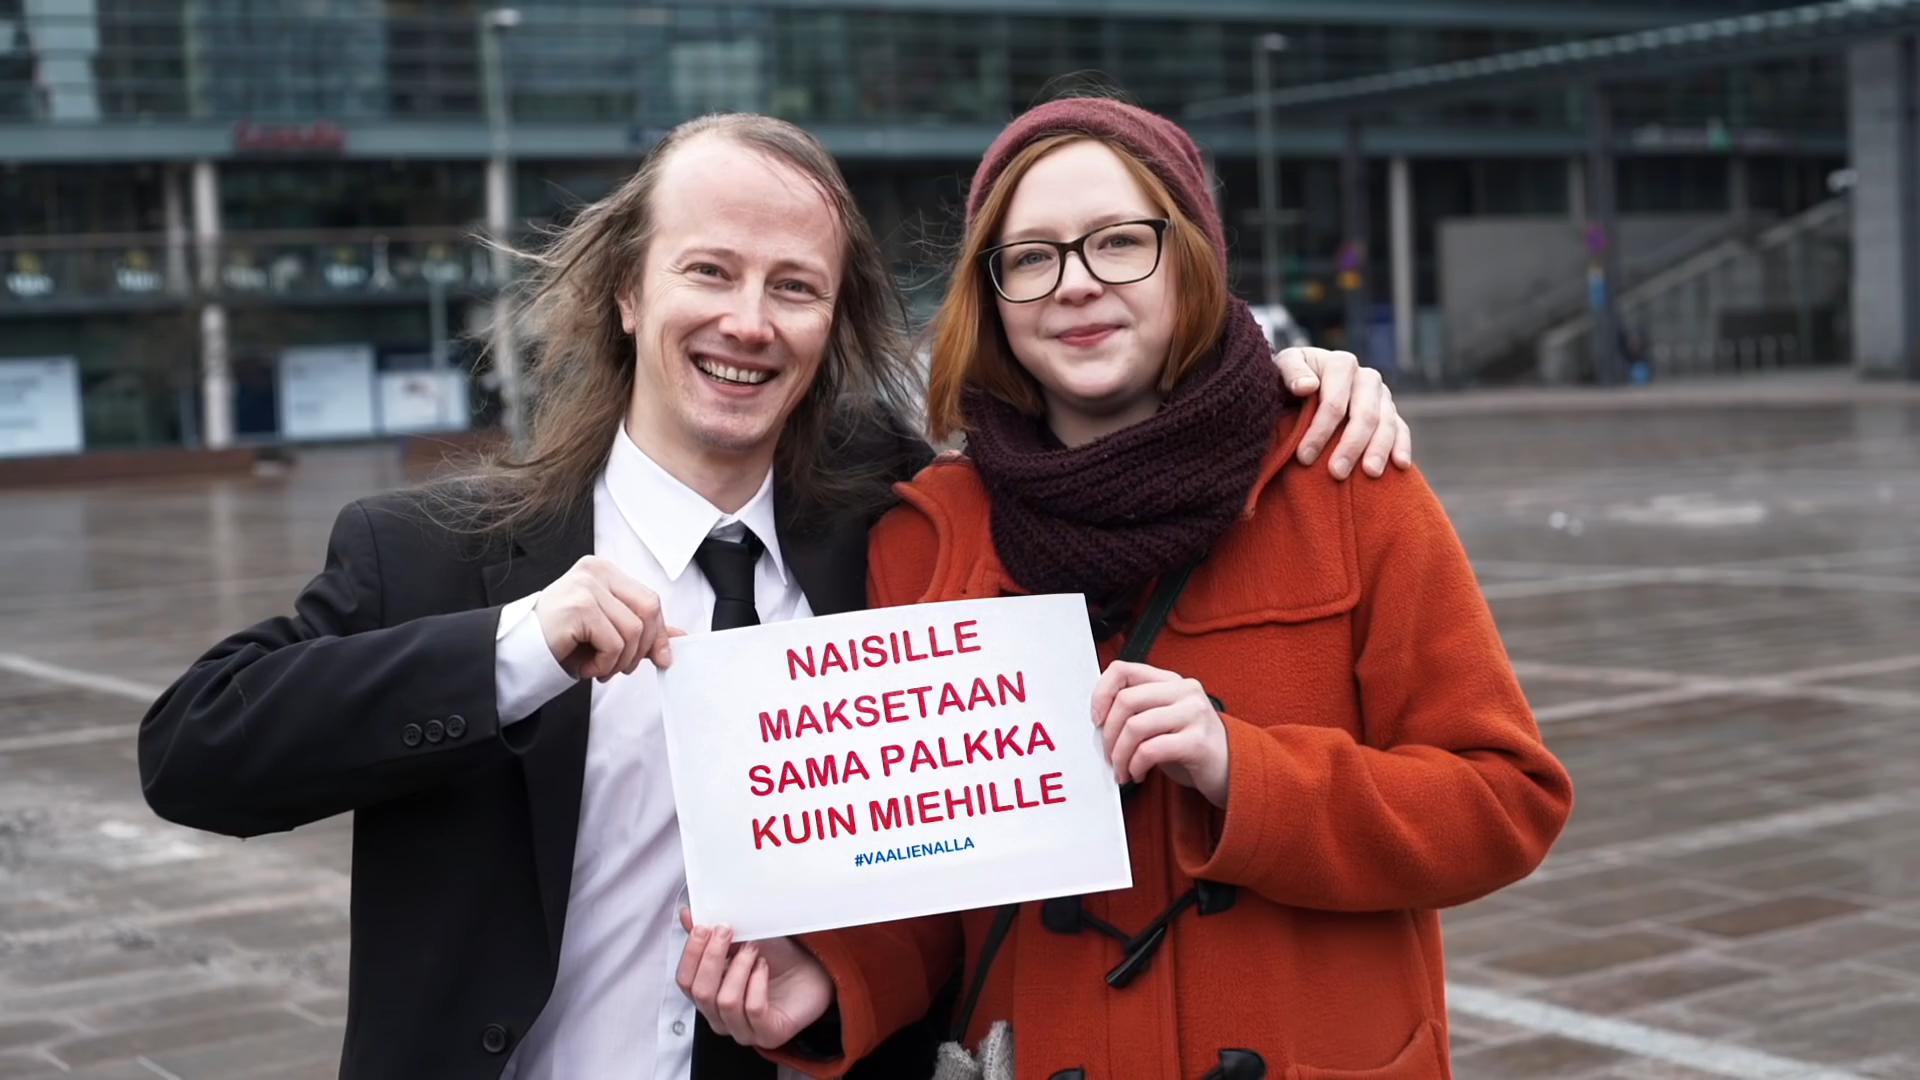 NAISILLE
MAKSETAAN
SAMA PALKKA
KUIN MIEHILLE
#VAALIENALLA